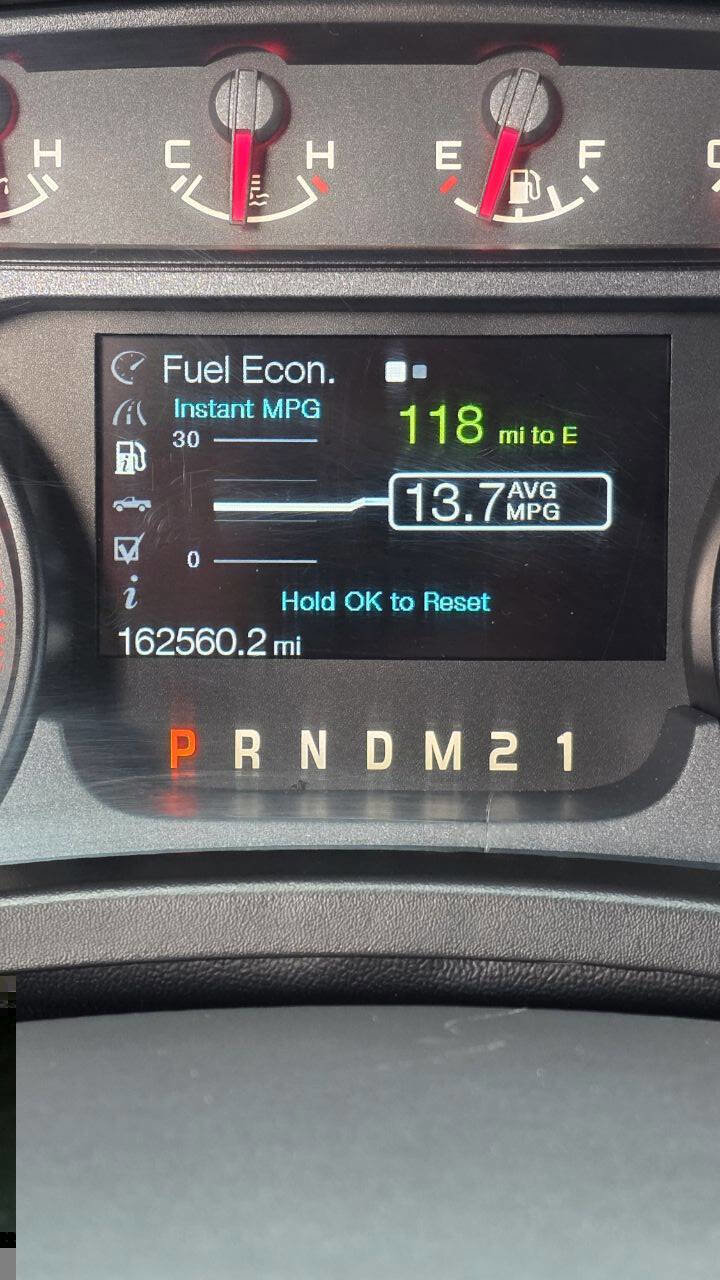 H C H E F
Fuel Econ.
Instant MPG
30
118 mi to E
13.7 AVG MPG
0
Hold OK to Reset
162560.2 mi
P R N D M 2 1